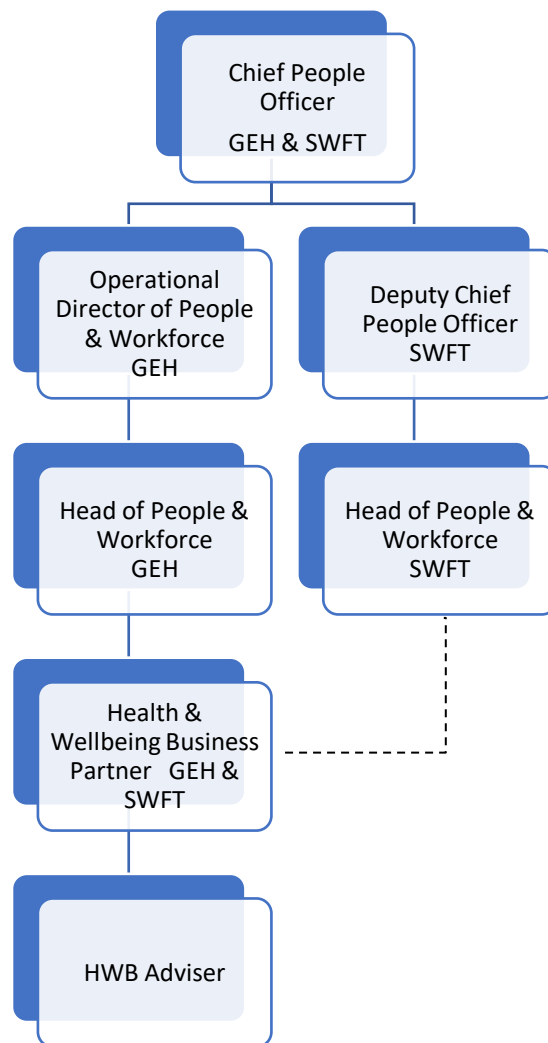 Chief People
Officer
GEH & SWFT
Operational
Director of People
& Workforce
GEH
Deputy Chief
People Officer
SWFT
Head of People &
Workforce
GEH
Head of People &
Workforce
SWFT
Health &
Wellbeing Business
Partner GEH &
SWFT
HWB Adviser